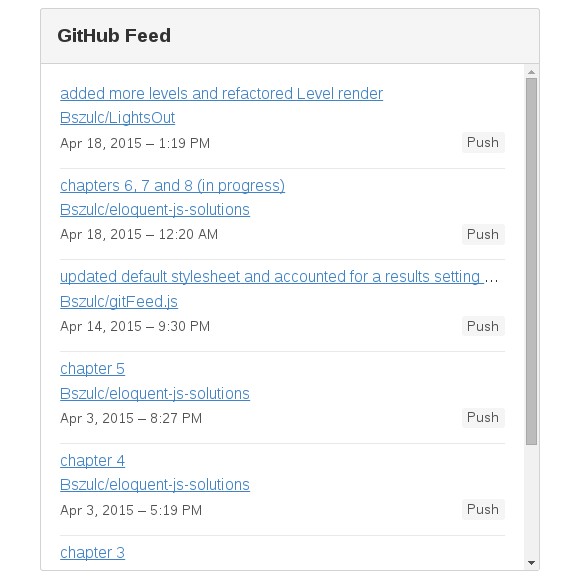 GitHub Feed
added more levels and refactored Level render
Bszulc/LightsOut
Apr 18, 2015 – 1:19 PM Push
chapters 6, 7 and 8 (in progress)
Bszulc/eloquent-js-solutions
Apr 18, 2015 – 12:20 AM Push
updated default stylesheet and accounted for a results setting ...
Bszulc/gitFeed.js
Apr 14, 2015 – 9:30 PM Push
chapter 5
Bszulc/eloquent-js-solutions
Apr 3, 2015 – 8:27 PM Push
chapter 4
Bszulc/eloquent-js-solutions
Apr 3, 2015 – 5:19 PM Push
chapter 3